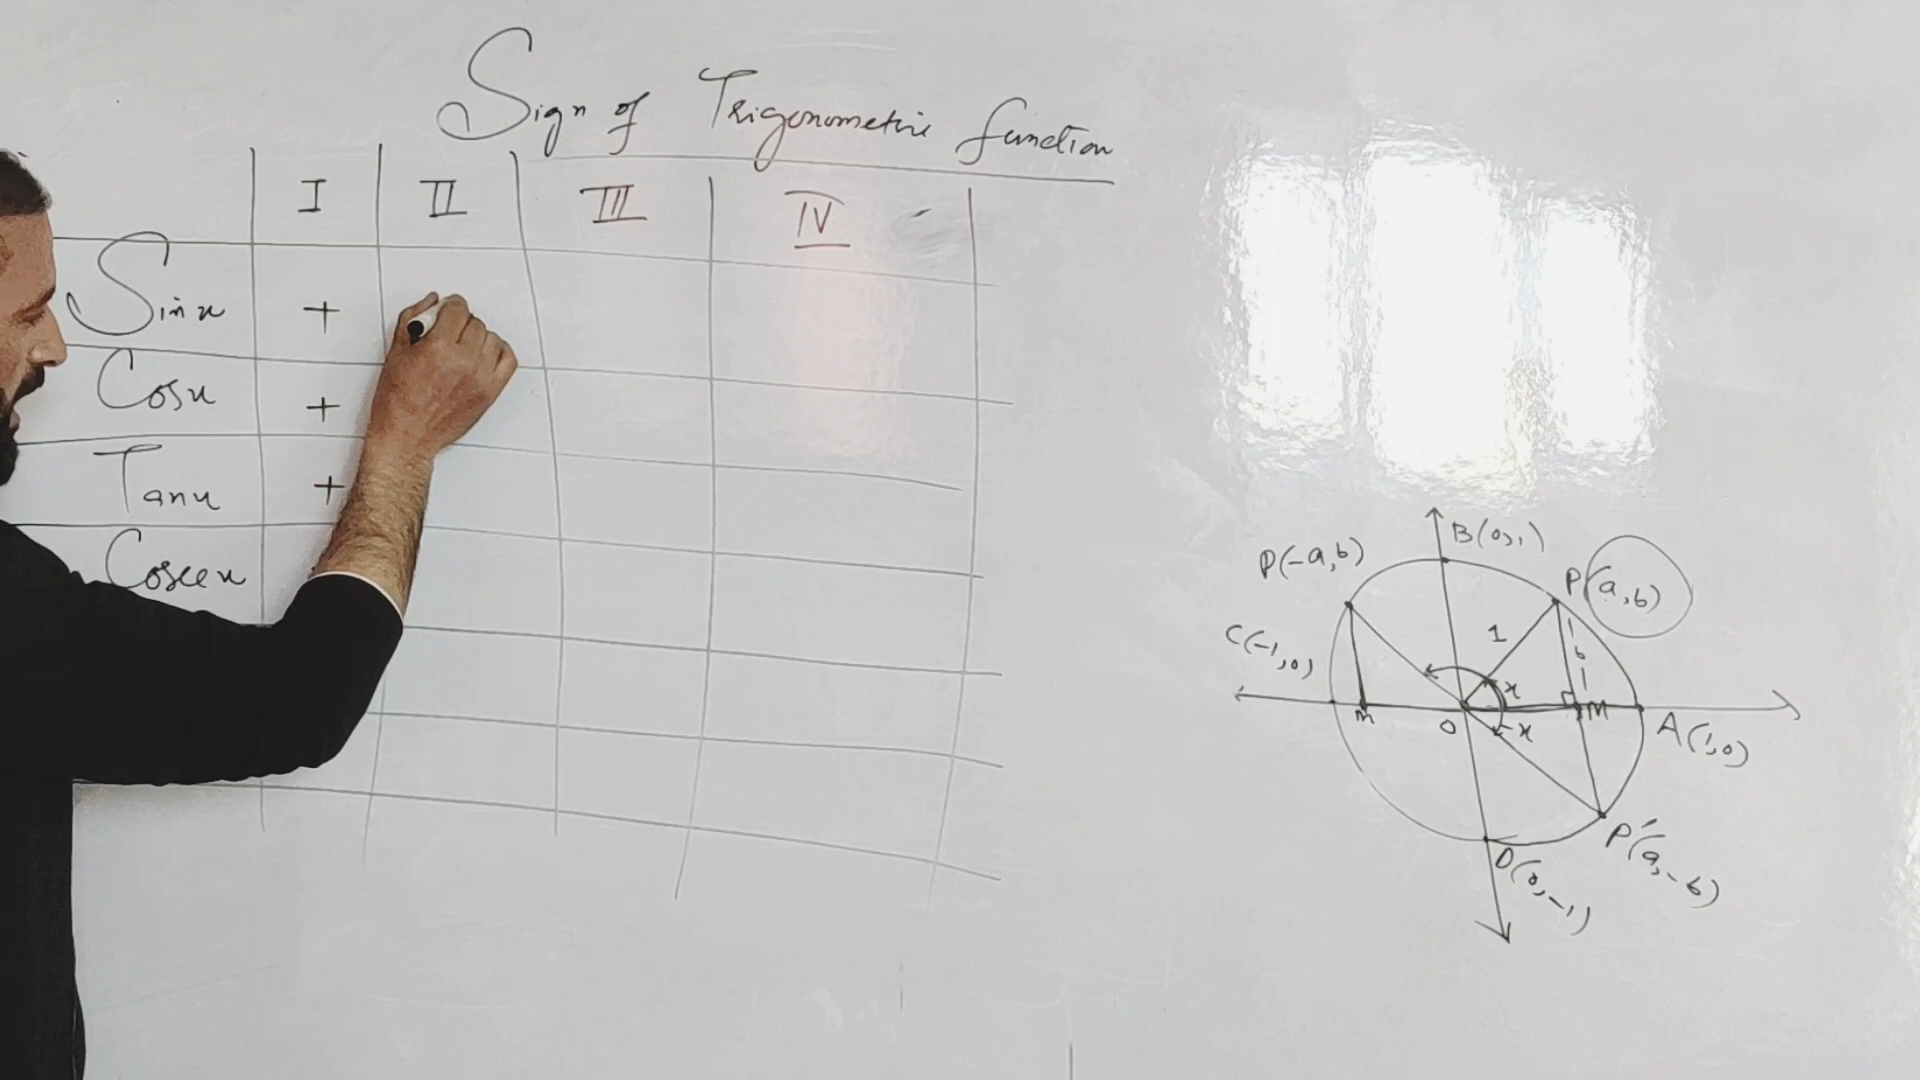 Sign of Trigonometric function
I II III IV
Sinx +
Cosx +
Tanx +
Cosecx
B(0,1)
P(-a,b) P(a,b)
C(-1,0) 1 b
x
m O M
-x A(1,0)
P'(a,-b)
D(0,-1)